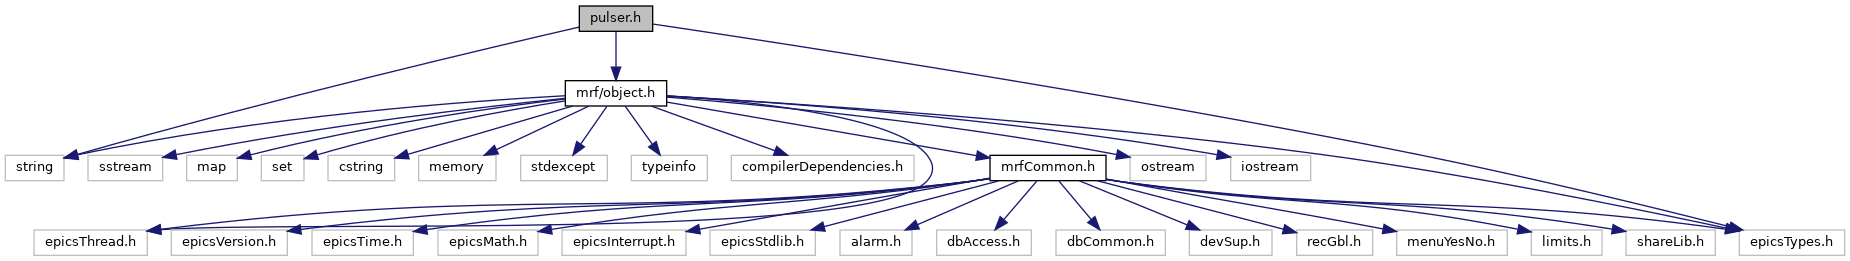 pulser.h
mrf/object.h
string
sstream
map
set
cstring
memory
stdexcept
typeinfo
compilerDependencies.h
mrfCommon.h
ostream
iostream
epicsThread.h
epicsVersion.h
epicsTime.h
epicsMath.h
epicsInterrupt.h
epicsStdlib.h
alarm.h
dbAccess.h
dbCommon.h
devSup.h
recGbl.h
menuYesNo.h
limits.h
shareLib.h
epicsTypes.h